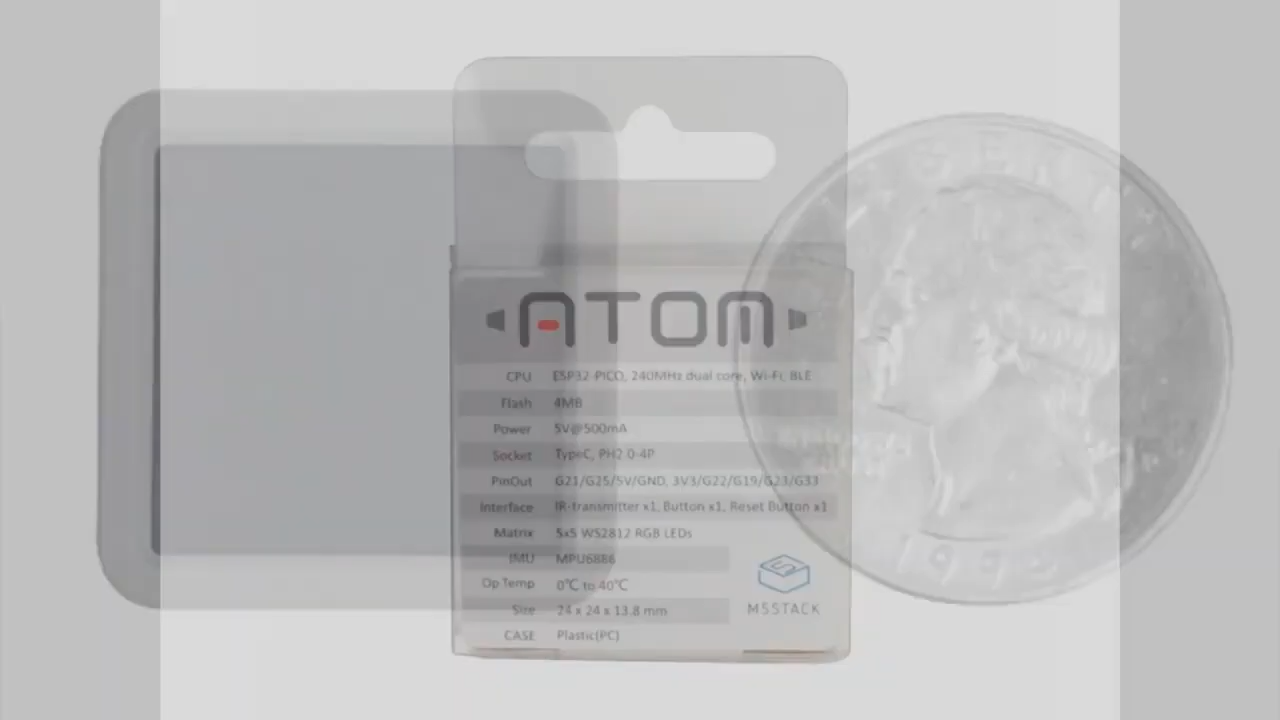 ATOM
CPU ESP32-PICO, 240MHz dual core, Wi-Fi, BLE
Flash 4MB
Power 5V@500mA
Socket TypeC, PH2.0-4P
PinOut G21/G25/5V/GND, 3V3/G22/G19/G23/G33
Interface IR-transmitter x1, Button x1, Reset Button x1
Matrix 5x5 WS2812 RGB LEDs
IMU MPU6886
Op Temp 0℃ to 40℃
Size 24 x 24 x 13.8 mm
CASE Plastic(PC)
M5STACK